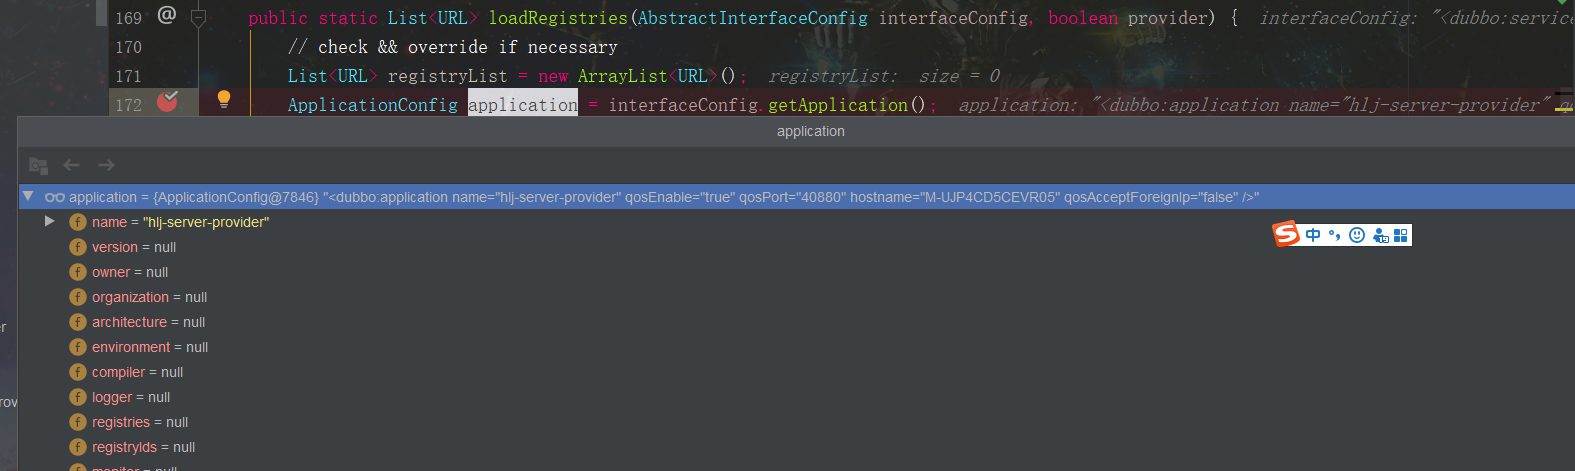 169 @ public static List<URL> loadRegistries(AbstractInterfaceConfig interfaceConfig, boolean provider) { interfaceConfig: "<dubbo:service
170 // check && override if necessary
171 List<URL> registryList = new ArrayList<URL>(); registryList: size = 0
172 ApplicationConfig application = interfaceConfig.getApplication(); application: "<dubbo:application name="hlj-server-provider" qo
application
application = {ApplicationConfig@7846} "<dubbo:application name="hlj-server-provider" qosEnable="true" qosPort="40880" hostname="M-UJP4CD5CEVR05" qosAcceptForeignIp="false" />"
f name = "hlj-server-provider"
S 中 °,
f version = null
f owner = null
f organization = null
f architecture = null
er
f environment = null
f compiler = null
f logger = null
rov
f registries = null
f registryIds = null
monitor = null